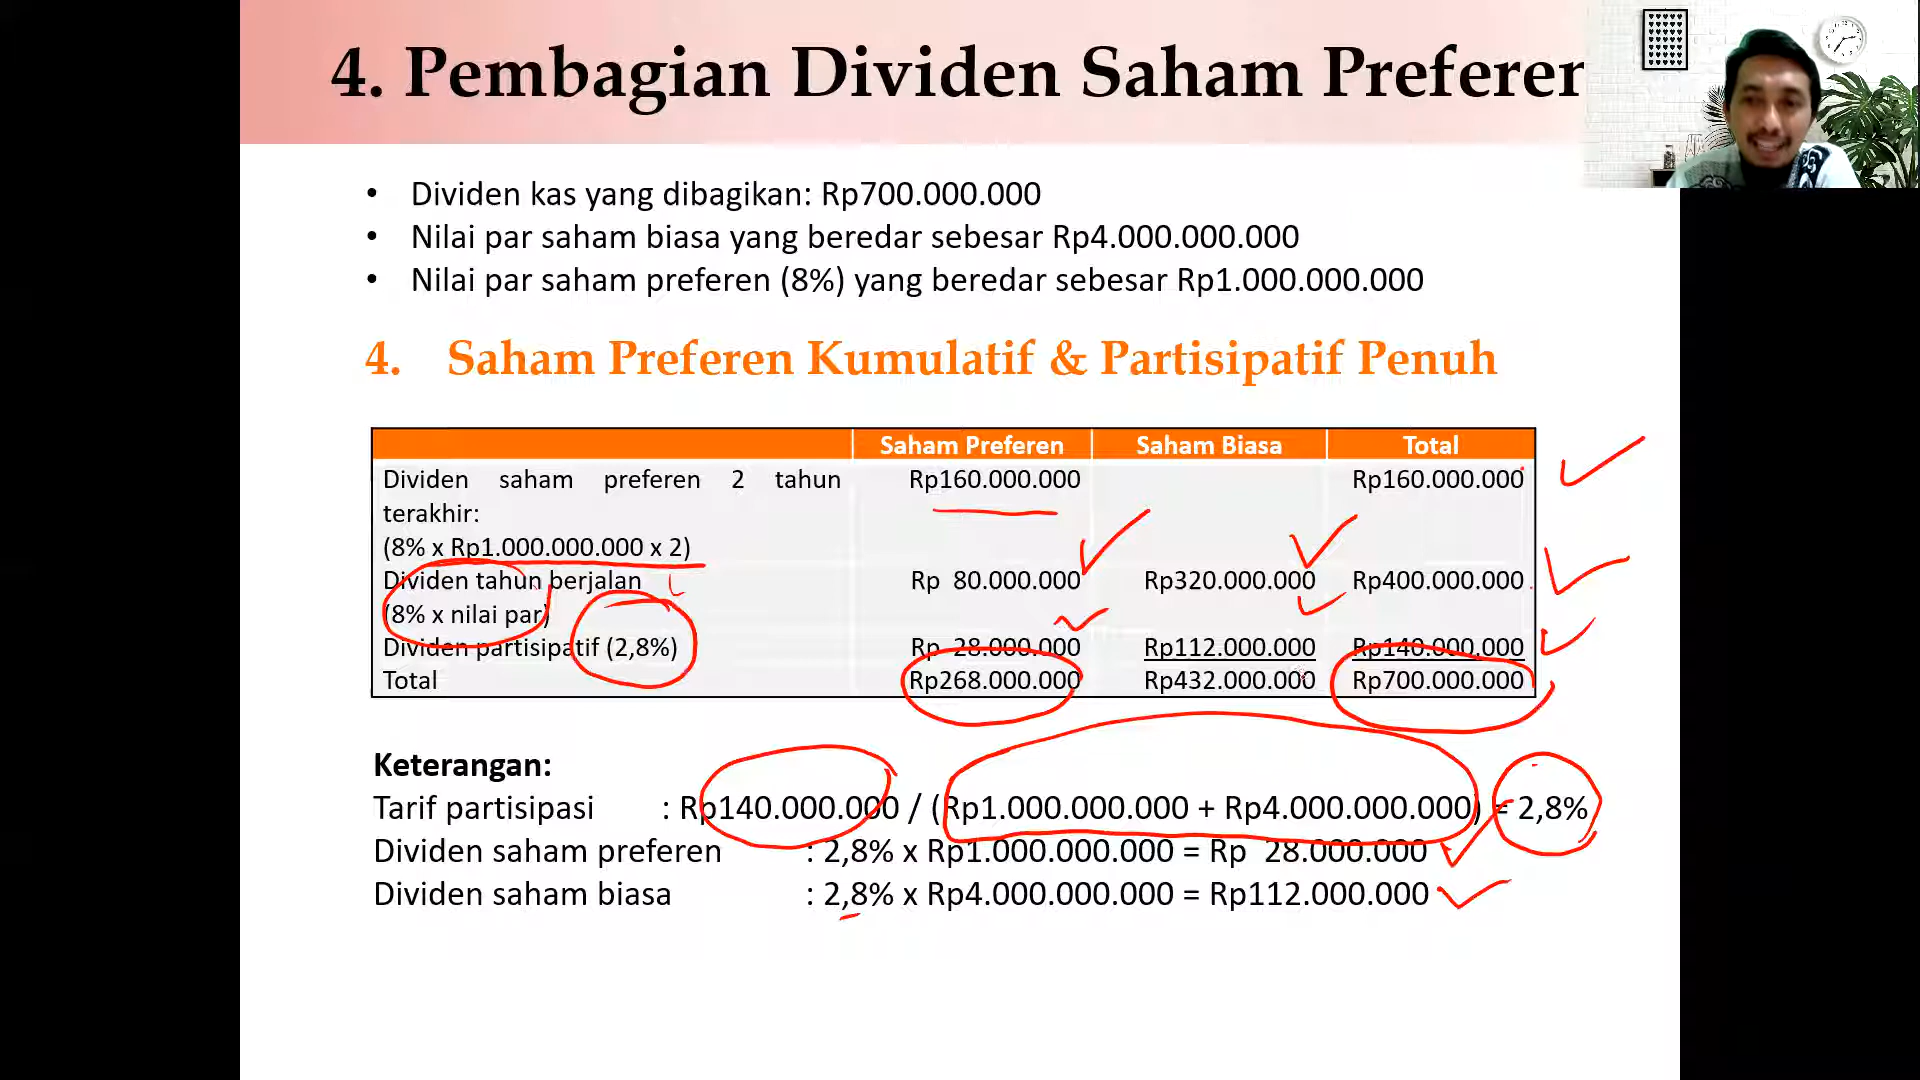 4. Pembagian Dividen Saham Preferen
• Dividen kas yang dibagikan: Rp700.000.000
• Nilai par saham biasa yang beredar sebesar Rp4.000.000.000
• Nilai par saham preferen (8%) yang beredar sebesar Rp1.000.000.000
4. Saham Preferen Kumulatif & Partisipatif Penuh
Saham Preferen Saham Biasa Total
Dividen saham preferen 2 tahun Rp160.000.000 Rp160.000.000
terakhir:
(8% x Rp1.000.000.000 x 2)
Dividen tahun berjalan Rp 80.000.000 Rp320.000.000 Rp400.000.000
(8% x nilai par)
Dividen partisipatif (2,8%) Rp 28.000.000 Rp112.000.000 Rp140.000.000
Total Rp268.000.000 Rp432.000.000 Rp700.000.000
Keterangan:
Tarif partisipasi : Rp140.000.000 / (Rp1.000.000.000 + Rp4.000.000.000) = 2,8%
Dividen saham preferen : 2,8% x Rp1.000.000.000 = Rp 28.000.000
Dividen saham biasa : 2,8% x Rp4.000.000.000 = Rp112.000.000